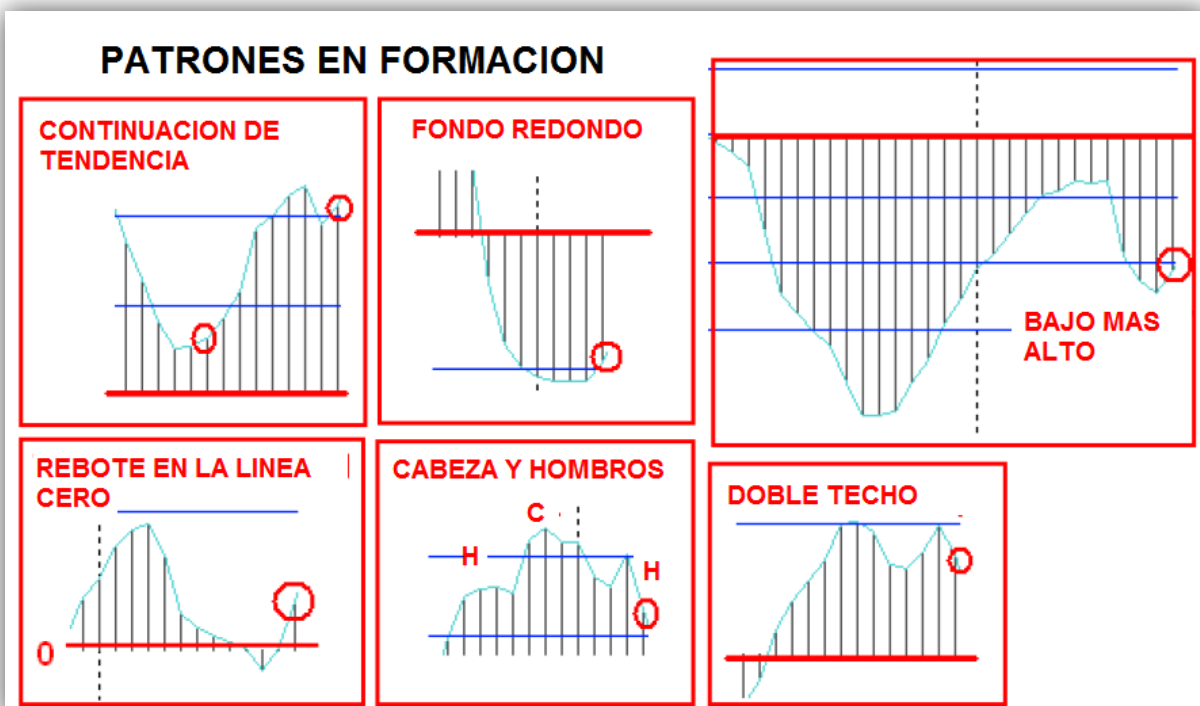 PATRONES EN FORMACION
CONTINUACION DE
TENDENCIA
FONDO REDONDO
BAJO MAS
ALTO
REBOTE EN LA LINEA
CERO
0
CABEZA Y HOMBROS
C
H
H
DOBLE TECHO